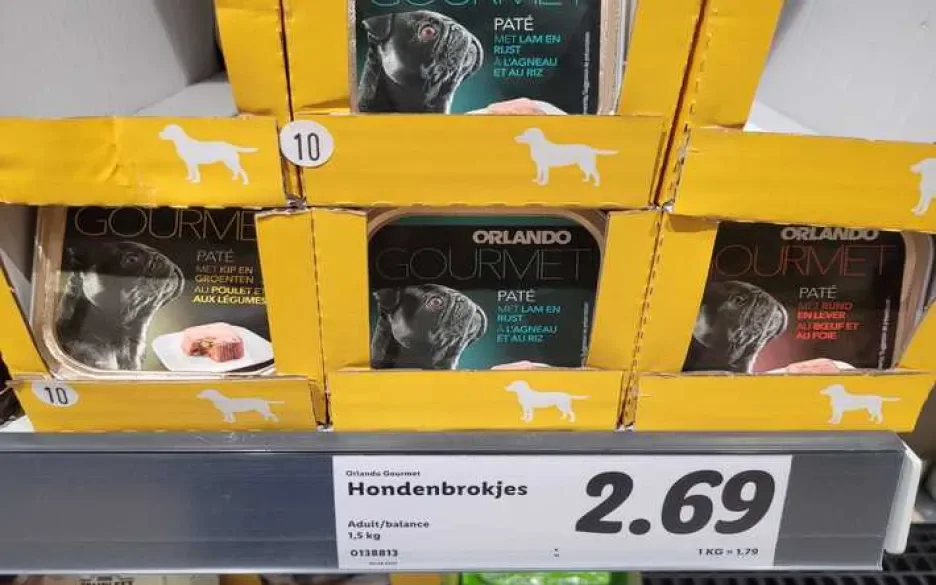 GOURMET
PATÉ
MET LAM EN
RIJST
À L'AGNEAU
ET AU RIZ
10
GOURME
PATÉ
MET KIP EN
GROENTEN
AU POULET ET
AUX LÉGUMES
10
ORLANDO
GOURMET
PATÉ
MET LAM EN
RIJST
À L'AGNEAU
ET AU RIZ
ORLANDO
OURMET
PATÉ
MET RUND
EN LEVER
AU BŒUF ET
AU FOIE
Orlando Gourmet
Hondenbrokjes
Adult/balance
1,5 kg
0138813
2.69
1 KG = 1.79